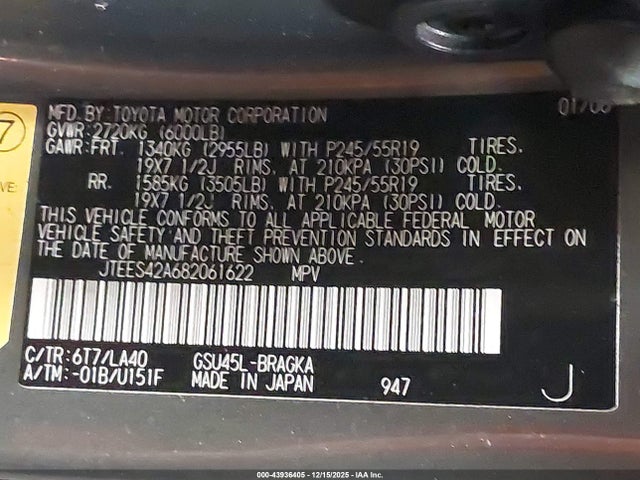 7
VE:
MFD. BY: TOYOTA MOTOR CORPORATION 01/08
GVWR: 2720KG (6000LB)
GAWR: FRT. 1340KG (2955LB) WITH P245/55R19 TIRES.
19X7 1/2J RIMS. AT 210KPA (30PSI) COLD.
RR. 1585KG (3505LB) WITH P245/55R19 TIRES.
19X7 1/2J RIMS. AT 210KPA (30PSI) COLD.
THIS VEHICLE CONFORMS TO ALL APPLICABLE FEDERAL MOTOR
VEHICLE SAFETY AND THEFT PREVENTION STANDARDS IN EFFECT ON
THE DATE OF MANUFACTURE SHOWN ABOVE.
JTEES42A682061622 MPV
C/TR: 6T7/LA40 GSU45L-BRAGKA
A/TM: -01B/U151F MADE IN JAPAN 947 J
000-43936405 - 12/15/2025 - IAA Inc.